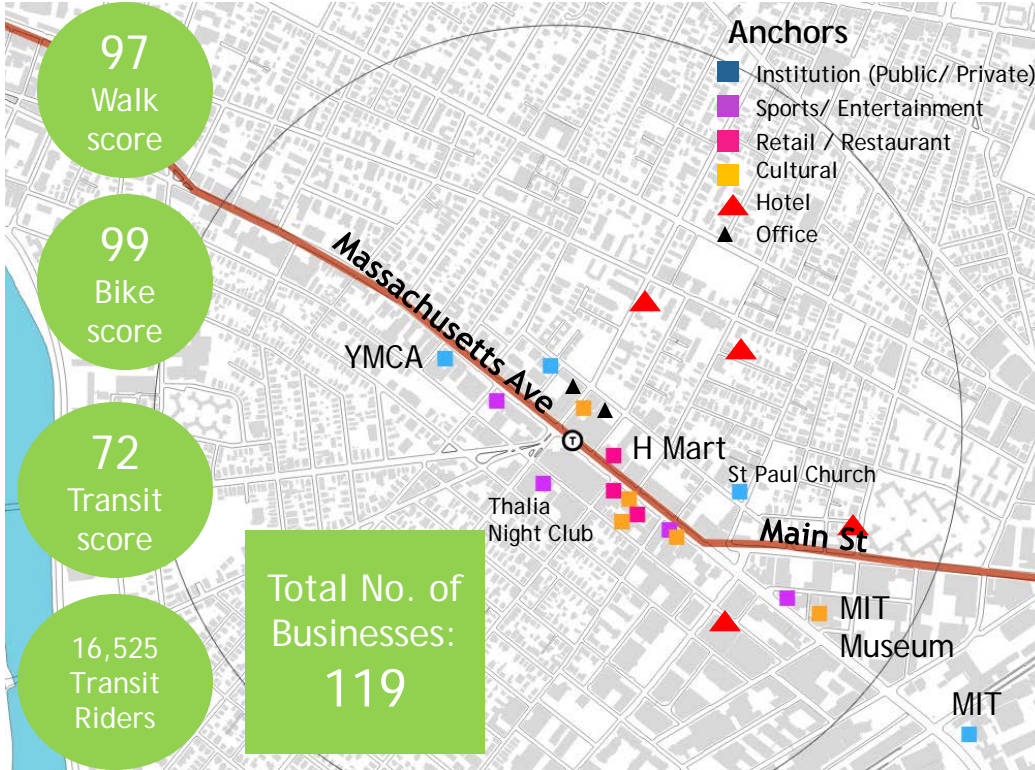 97
Walk
score
99
Bike
score
72
Transit
score
16,525
Transit
Riders
Total No. of
Businesses:
119
Anchors
Institution (Public/ Private)
Sports/ Entertainment
Retail / Restaurant
Cultural
Hotel
Office
Massachusetts Ave
YMCA
T
H Mart
St Paul Church
Thalia
Night Club
Main St
MIT
Museum
MIT